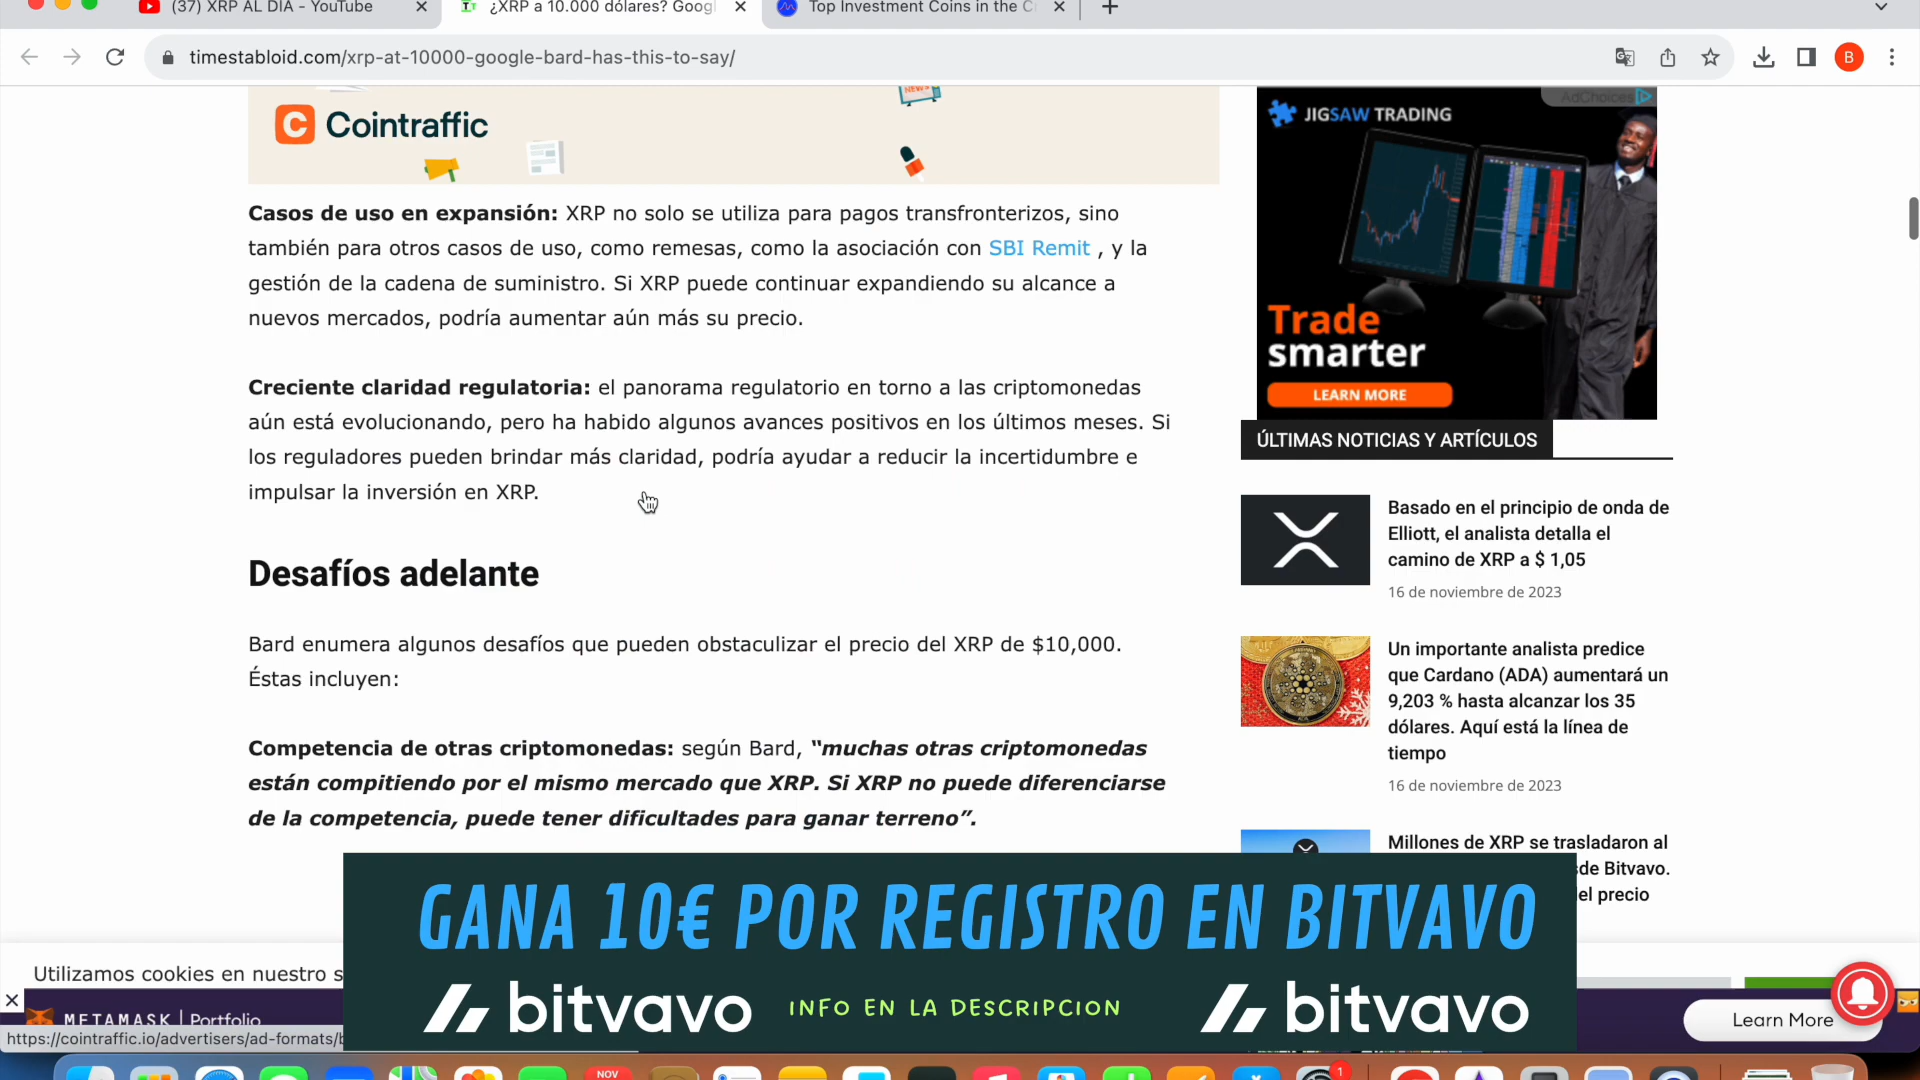 (37) XRP AL DIA - YouTube
¿XRP a 10.000 dólares? Googl
Top Investment Coins in the C
timestabloid.com/xrp-at-10000-google-bard-has-this-to-say/
B
Cointraffic
NEWS
Casos de uso en expansión: XRP no solo se utiliza para pagos transfronterizos, sino
también para otros casos de uso, como remesas, como la asociación con SBI Remit , y la
gestión de la cadena de suministro. Si XRP puede continuar expandiendo su alcance a
nuevos mercados, podría aumentar aún más su precio.
Creciente claridad regulatoria: el panorama regulatorio en torno a las criptomonedas
aún está evolucionando, pero ha habido algunos avances positivos en los últimos meses. Si
los reguladores pueden brindar más claridad, podría ayudar a reducir la incertidumbre e
impulsar la inversión en XRP.
Desafíos adelante
Bard enumera algunos desafíos que pueden obstaculizar el precio del XRP de $10,000.
Éstas incluyen:
Competencia de otras criptomonedas: según Bard, “muchas otras criptomonedas
están compitiendo por el mismo mercado que XRP. Si XRP no puede diferenciarse
de la competencia, puede tener dificultades para ganar terreno”.
AdChoices
JIGSAW TRADING
Trade
smarter
LEARN MORE
ÚLTIMAS NOTICIAS Y ARTÍCULOS
Basado en el principio de onda de
Elliott, el analista detalla el
camino de XRP a $ 1,05
16 de noviembre de 2023
Un importante analista predice
que Cardano (ADA) aumentará un
9,203 % hasta alcanzar los 35
dólares. Aquí está la línea de
tiempo
16 de noviembre de 2023
Millones de XRP se trasladaron al
sde Bitvavo.
el precio
GANA 10€ POR REGISTRO EN BITVAVO
bitvavo INFO EN LA DESCRIPCION bitvavo
Utilizamos cookies en nuestro s
METAMASK | Portfolio
Learn More
https://cointraffic.io/advertisers/ad-formats/b
NOV
1